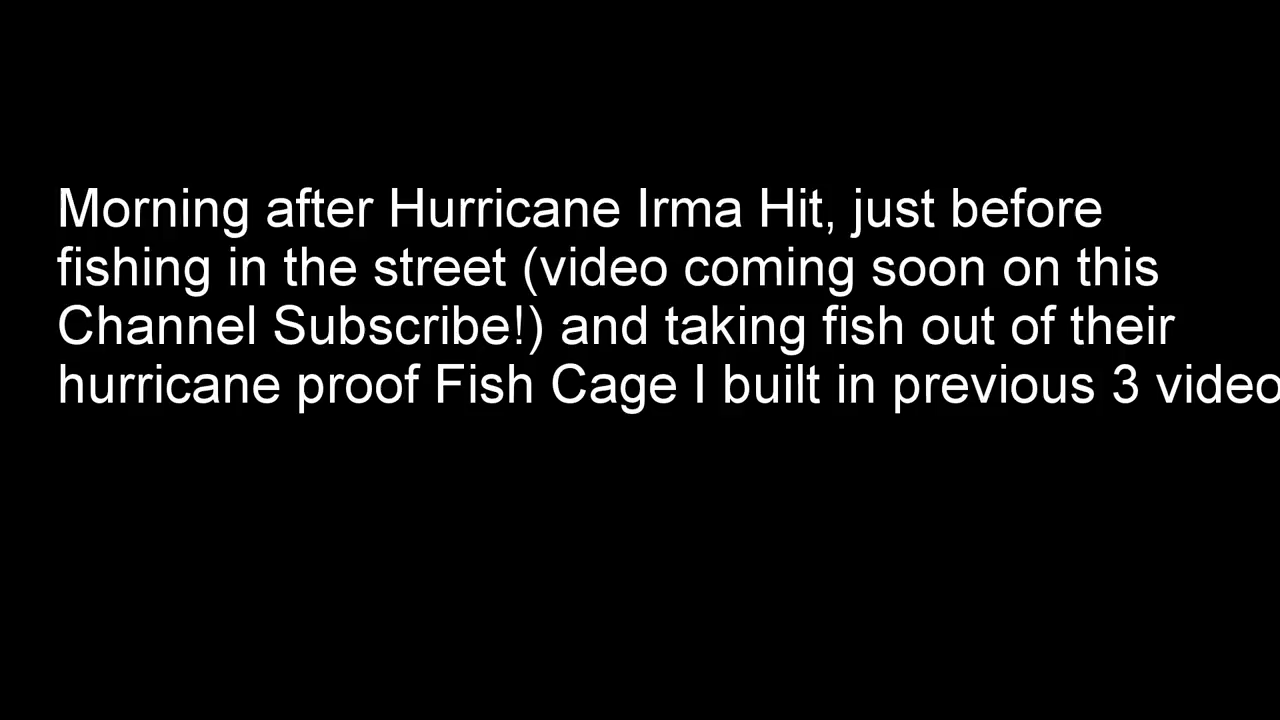 Morning after Hurricane Irma Hit, just before
fishing in the street (video coming soon on this
Channel Subscribe!) and taking fish out of their
hurricane proof Fish Cage I built in previous 3 video